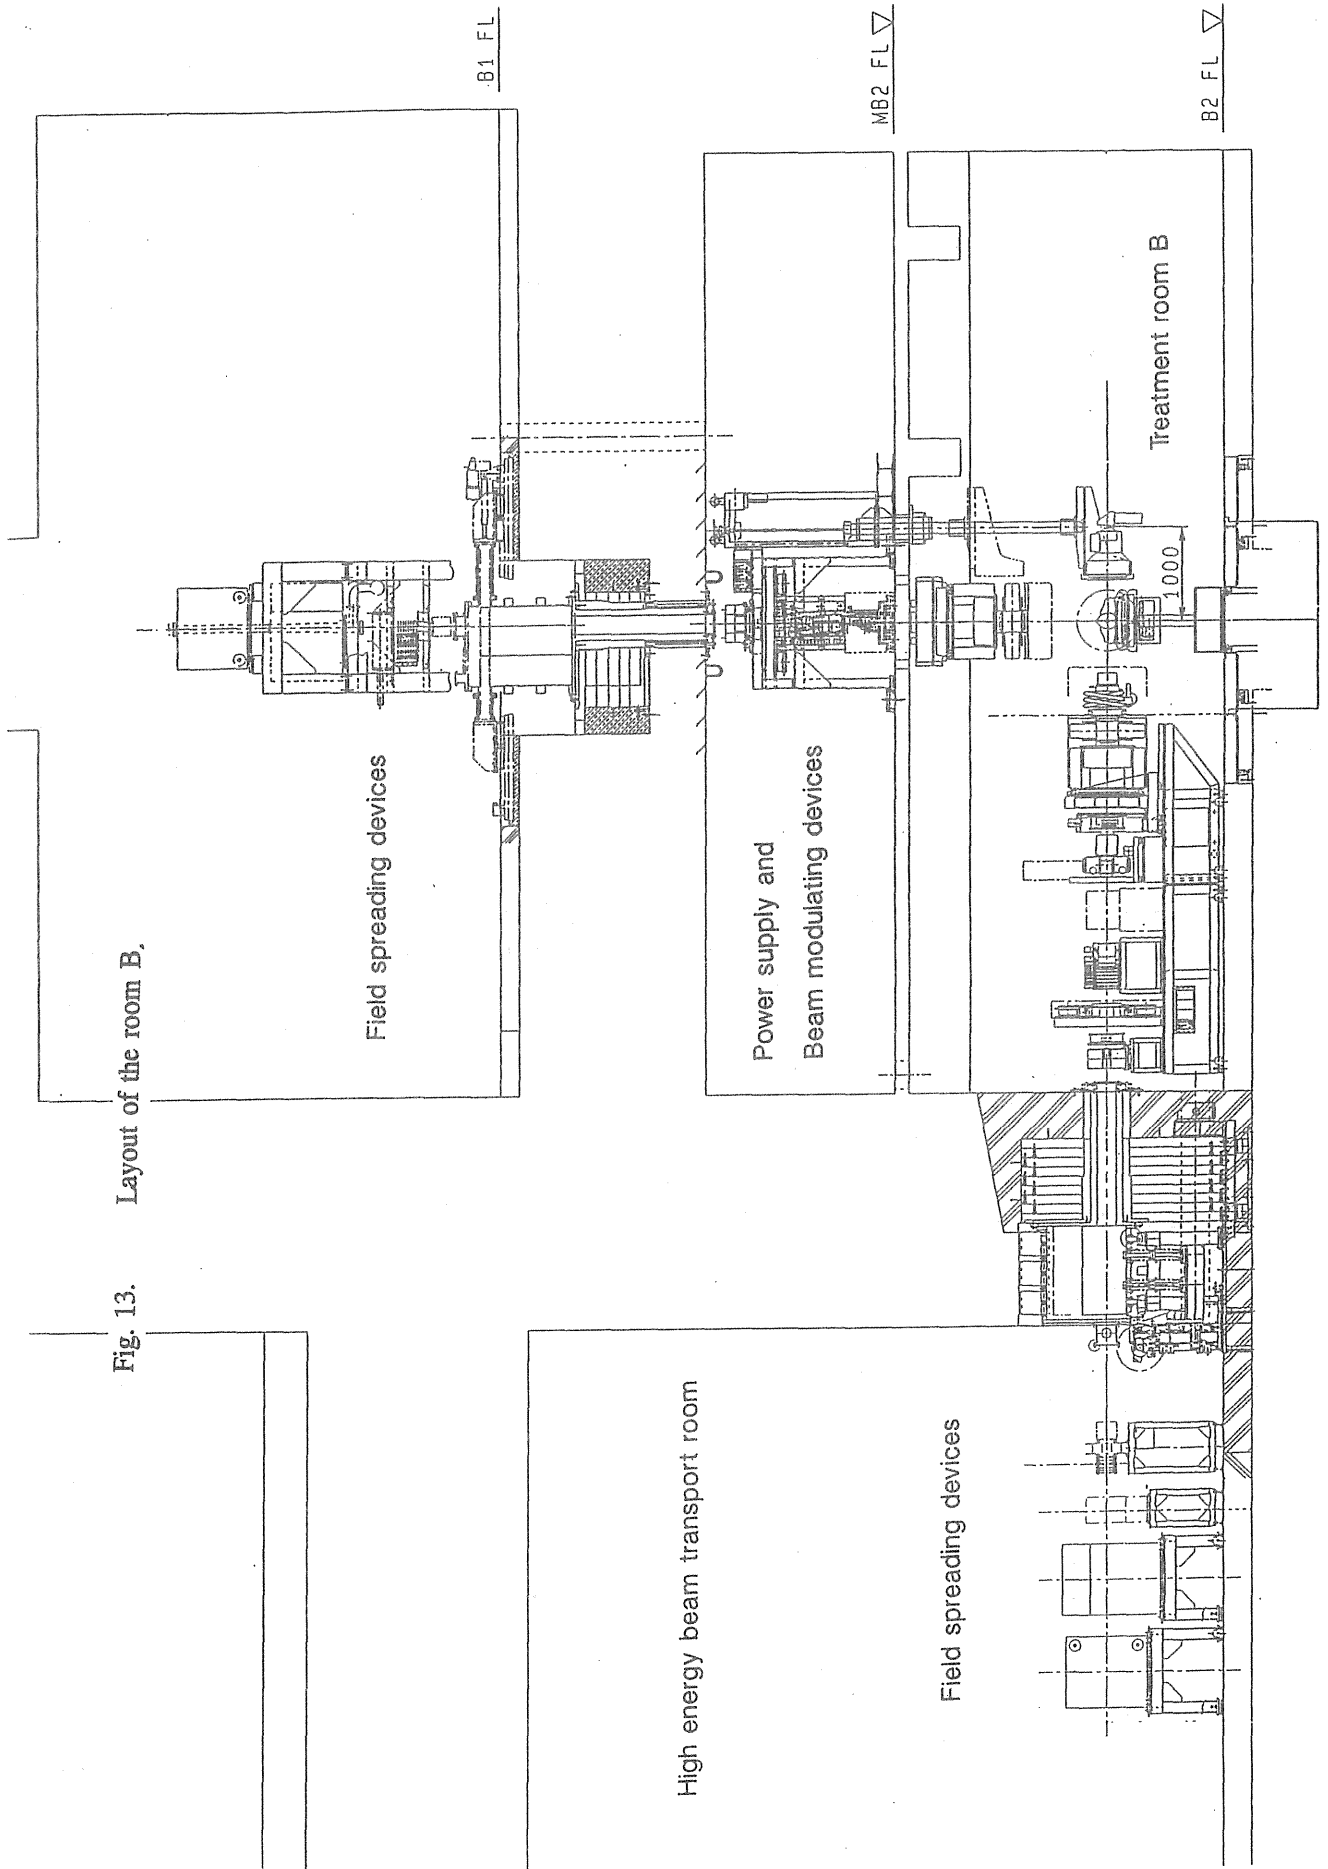 B1 FL
MB2 FL
B2 FL
Field spreading devices
Power supply and
Beam modulating devices
Treatment room B
1000
High energy beam transport room
Field spreading devices
Fig. 13. Layout of the room B.